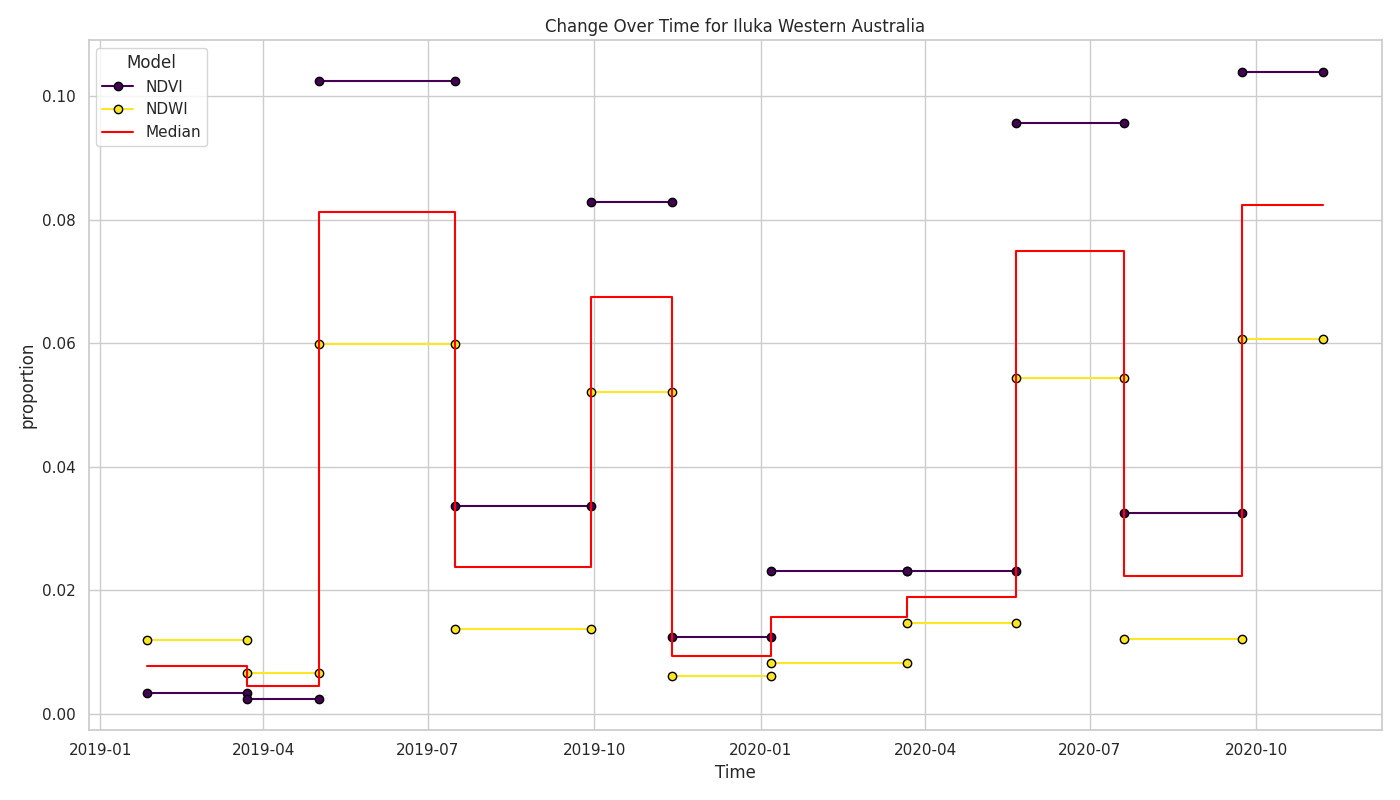 Change Over Time for Iluka Western Australia
Model
NDVI
NDWI
Median
proportion
0.10
0.08
0.06
0.04
0.02
0.00
2019-01
2019-04
2019-07
2019-10
2020-01
2020-04
2020-07
2020-10
Time